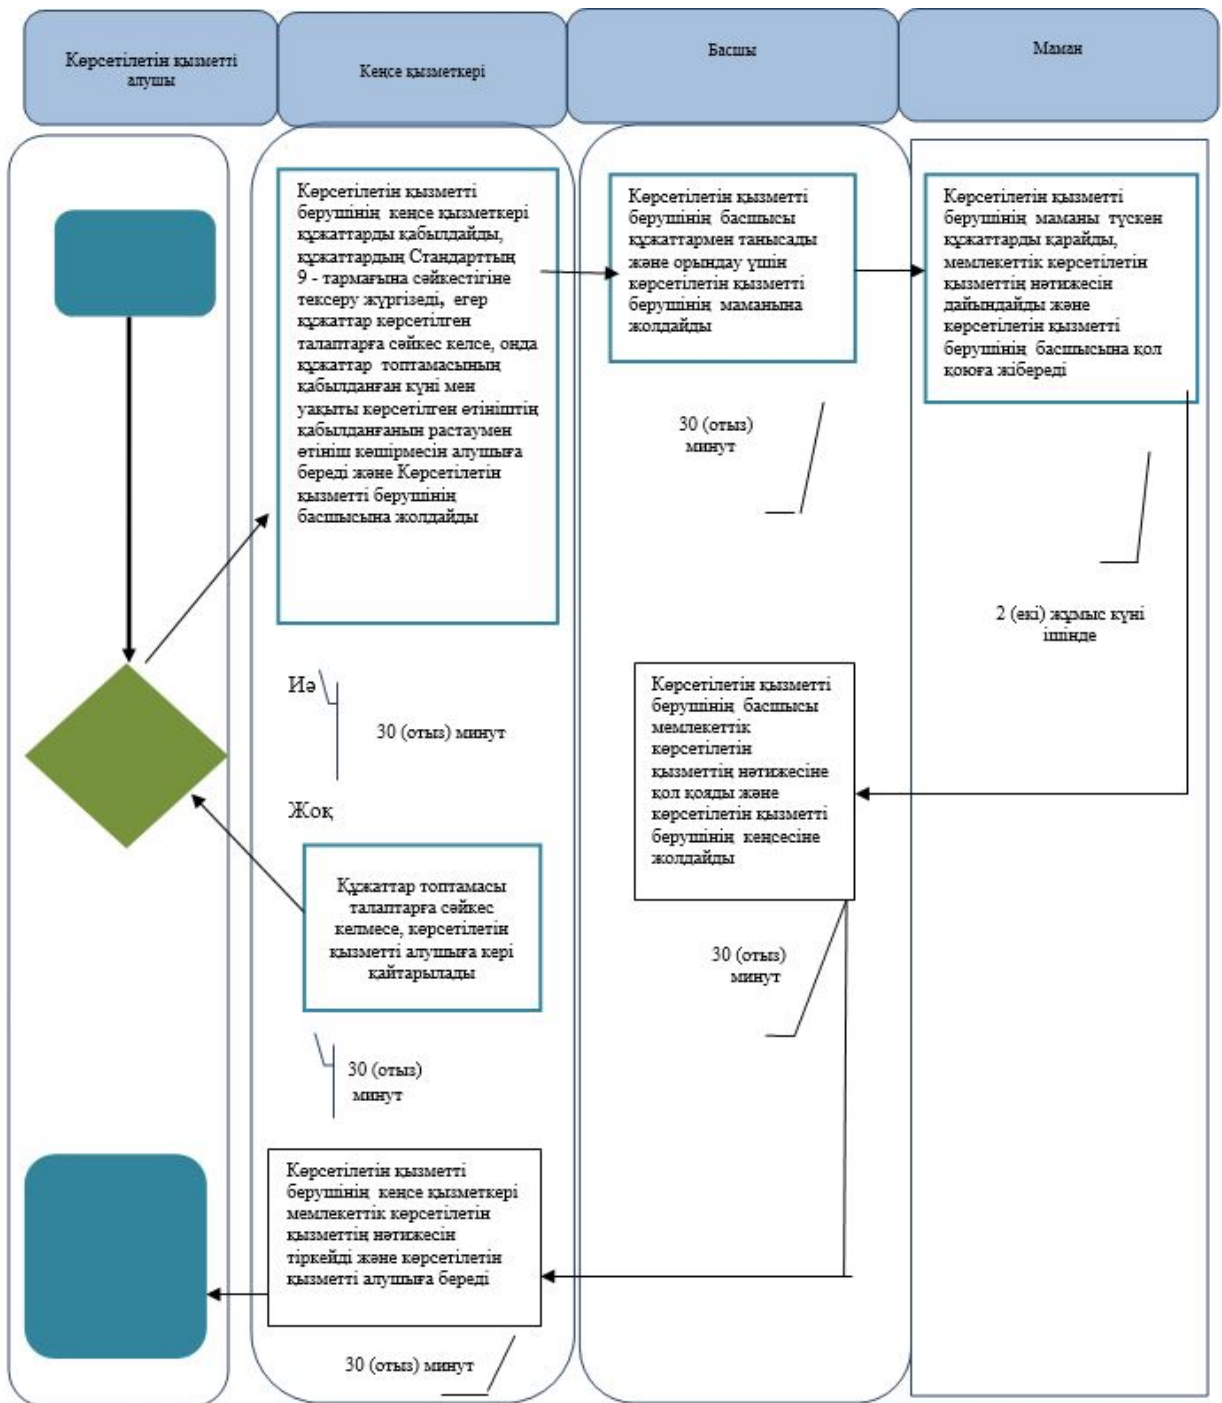 Көрсетілетін қызметті
алушы
Кеңсе қызметкері
Басшы
Маман
Көрсетілетін қызметті
берушінің кеңсе қызметкері
құжаттарды қабылдайды,
құжаттардың Стандарттың
9 - тармағына сәйкестігіне
тексеру жүргізеді, егер
құжаттар көрсетілген
талаптарға сәйкес келсе, онда
құжаттар топтамасының
қабылданған күні мен
уақыты көрсетілген өтініштің
қабылданғанын растаумен
өтініш көшірмесін алушыға
береді және Көрсетілетін
қызметті берушінің
басшысына жолдайды
Көрсетілетін қызметті
берушінің басшысы
құжаттармен танысады
және орындау үшін
көрсетілетін қызметті
берушінің маманына
жолдайды
Көрсетілетін қызметті
берушінің маманы түскен
құжаттарды қарайды,
мемлекеттік көрсетілетін
қызметтің нәтижесін
дайындайды және
көрсетілетін қызметті
берушінің басшысына қол
қоюға жібереді
30 (отыз)
минут
2 (екі) жұмыс күні
ішінде
Иә
30 (отыз) минут
Жоқ
Көрсетілетін қызметті
берушінің басшысы
мемлекеттік
көрсетілетін
қызметтің нәтижесіне
қол қояды және
көрсетілетін қызметті
берушінің кеңсесіне
жолдайды
Құжаттар топтамасы
талаптарға сәйкес
келмесе, көрсетілетін
қызметті алушыға кері
қайтарылады
30 (отыз)
минут
30 (отыз)
минут
Көрсетілетін қызметті
берушінің кеңсе қызметкері
мемлекеттік көрсетілетін
қызметтің нәтижесін
тіркейді және көрсетілетін
қызметті алушыға береді
30 (отыз) минут